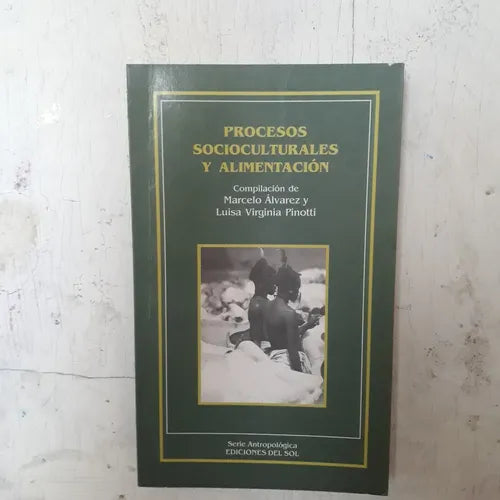 PROCESOS
SOCIOCULTURALES
Y ALIMENTACIÓN
Compilación de
Marcelo Álvarez y
Luisa Virginia Pinotti
Serie Antropológica
EDICIONES DEL SOL